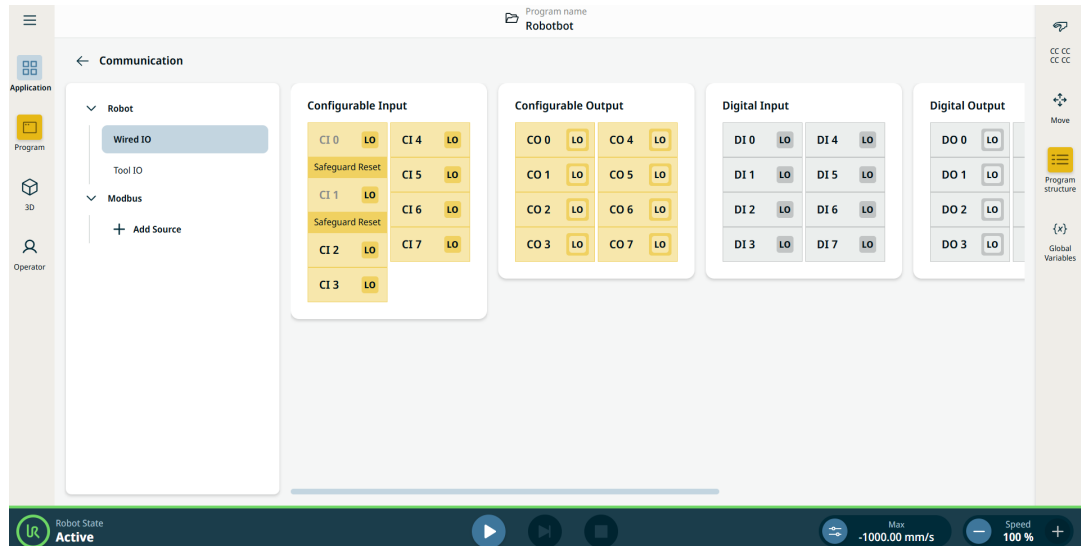 Program name
Robotbot
Application
Program
3D
Operator
Communication
Robot
Wired IO
Tool IO
Modbus
+ Add Source
Configurable Input
CI 0 LO CI 4 LO
Safeguard Reset
CI 5 LO
CI 1 LO
CI 6 LO
Safeguard Reset
CI 2 LO CI 7 LO
CI 3 LO
Configurable Output
CO 0 LO CO 4 LO
CO 1 LO CO 5 LO
CO 2 LO CO 6 LO
CO 3 LO CO 7 LO
Digital Input
DI 0 LO DI 4 LO
DI 1 LO DI 5 LO
DI 2 LO DI 6 LO
DI 3 LO DI 7 LO
Digital Output
DO 0 LO
DO 1 LO
DO 2 LO
DO 3 LO
CC CC
CC CC
Move
Program
structure
{x}
Global
Variables
Robot State
Active
Max
-1000.00 mm/s
Speed
100 %